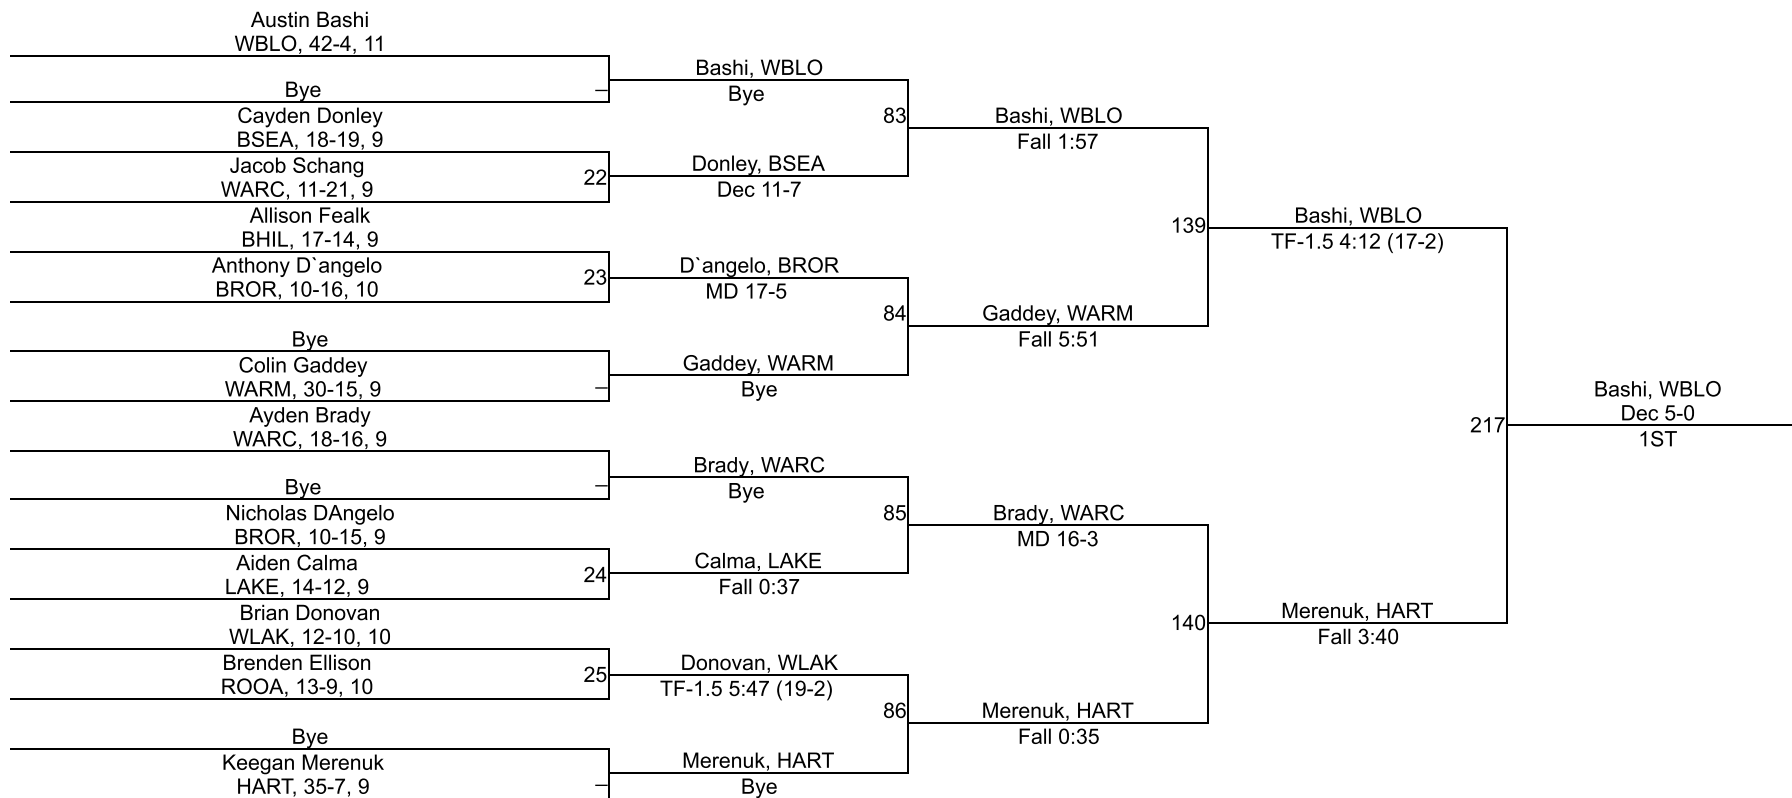 Austin Bashi
WBLO, 42-4, 11
Bye
–
Cayden Donley
BSEA, 18-19, 9
Jacob Schang
WARC, 11-21, 9
22
Allison Fealk
BHIL, 17-14, 9
Anthony D`angelo
BROR, 10-16, 10
23
Bye
Colin Gaddey
WARM, 30-15, 9
–
Ayden Brady
WARC, 18-16, 9
Bye
–
Nicholas DAngelo
BROR, 10-15, 9
Aiden Calma
LAKE, 14-12, 9
24
Brian Donovan
WLAK, 12-10, 10
Brenden Ellison
ROOA, 13-9, 10
25
Bye
Keegan Merenuk
HART, 35-7, 9
–
Bashi, WBLO
Bye
83
Donley, BSEA
Dec 11-7
D`angelo, BROR
MD 17-5
84
Gaddey, WARM
Bye
Brady, WARC
Bye
85
Calma, LAKE
Fall 0:37
Donovan, WLAK
TF-1.5 5:47 (19-2)
86
Merenuk, HART
Bye
Bashi, WBLO
Fall 1:57
139
Gaddey, WARM
Fall 5:51
Brady, WARC
MD 16-3
140
Merenuk, HART
Fall 0:35
Bashi, WBLO
TF-1.5 4:12 (17-2)
217
Merenuk, HART
Fall 3:40
Bashi, WBLO
Dec 5-0
1ST